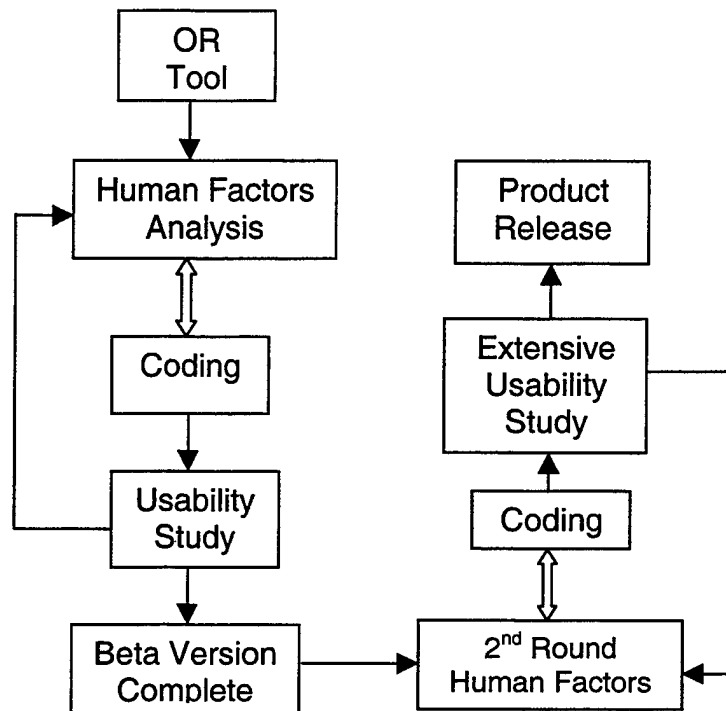 OR
Tool
Human Factors
Analysis
Coding
Usability
Study
Beta Version
Complete
Product
Release
Extensive
Usability
Study
Coding
2nd Round
Human Factors